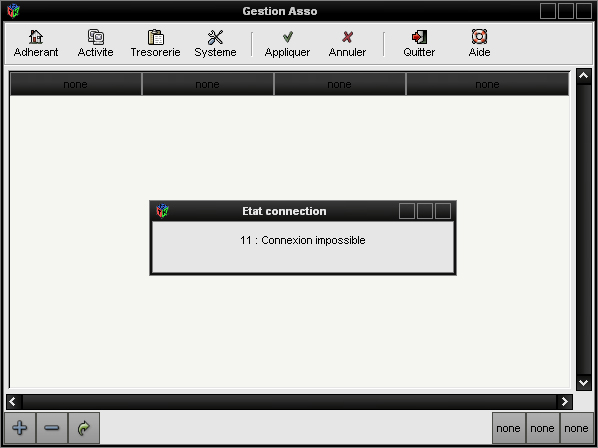 Gestion Asso
Adherant Activite Tresorerie Systeme Appliquer Annuler Quitter Aide
none none none none
Etat connection
11 : Connexion impossible
none none none